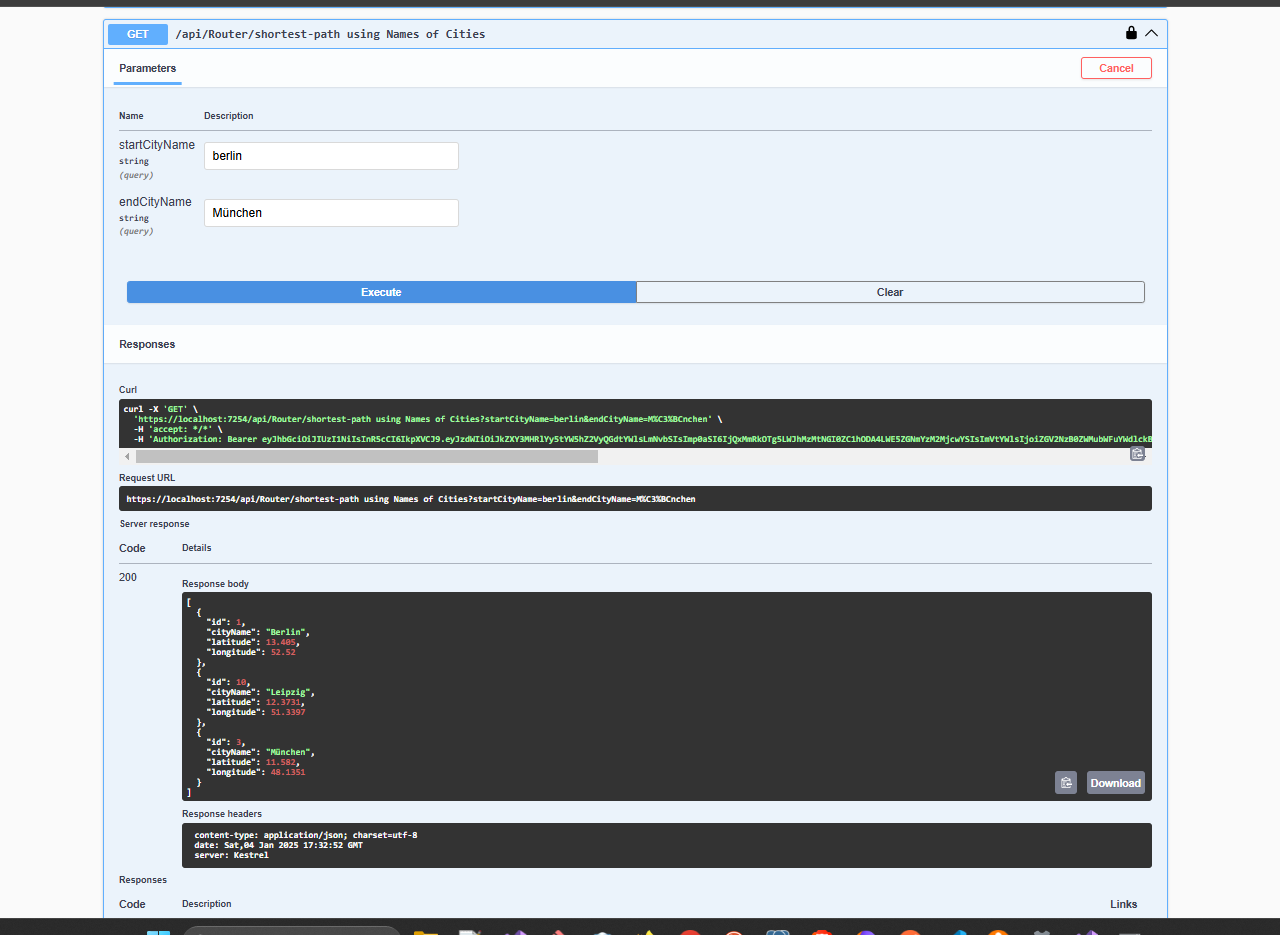 GET /api/Router/shortest-path using Names of Cities
Parameters
Cancel
Name Description
startCityName
string
(query)
berlin
endCityName
string
(query)
München
Execute Clear
Responses
Curl
curl -X 'GET' \
'https://localhost:7254/api/Router/shortest-path using Names of Cities?startCityName=berlin&endCityName=M%C3%BCnchen' \
-H 'accept: */*' \
-H 'Authorization: Bearer
Request URL
https://localhost:7254/api/Router/shortest-path using Names of Cities?startCityName=berlin&endCityName=M%C3%BCnchen
Server response
Code Details
200
Response body
[
{
"id": 1,
"cityName": "Berlin",
"latitude": 13.405,
"longitude": 52.52
},
{
"id": 10,
"cityName": "Leipzig",
"latitude": 12.3731,
"longitude": 51.3397
},
{
"id": 3,
"cityName": "München",
"latitude": 11.582,
"longitude": 48.1351
}
]
Download
Response headers
content-type: application/json; charset=utf-8
date: Sat,04 Jan 2025 17:32:52 GMT
server: Kestrel
Responses
Code Description Links